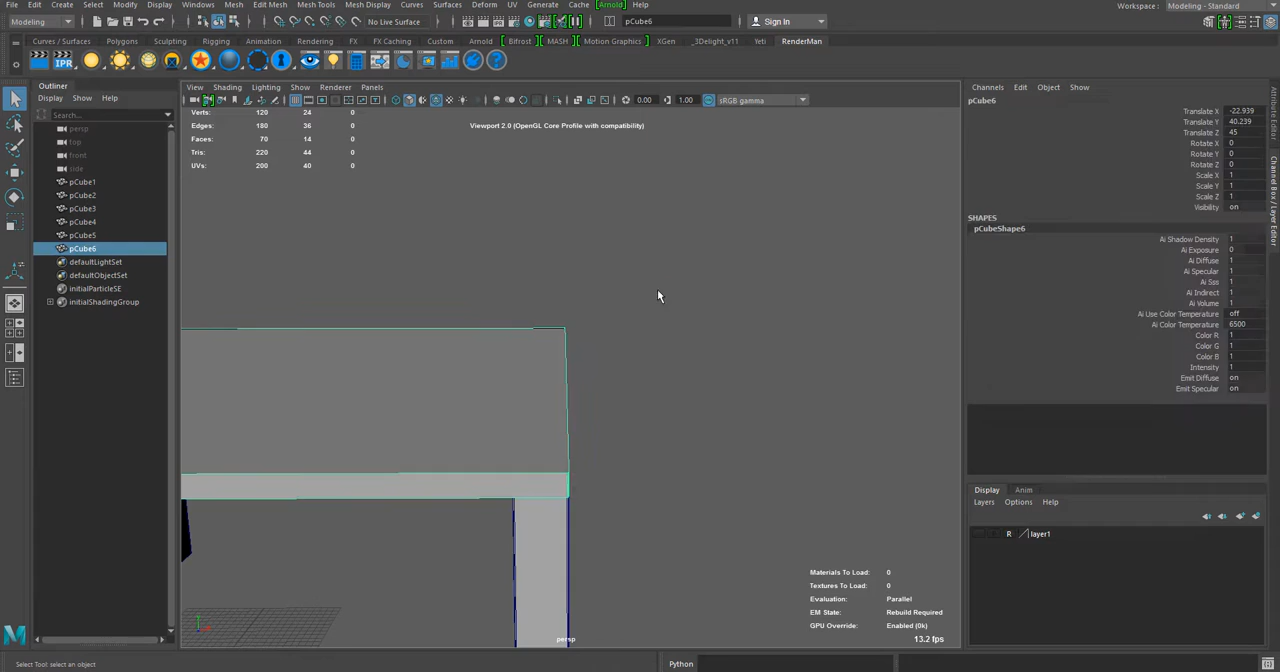 File Edit Create Select Modify Display Windows Mesh Edit Mesh Mesh Tools Mesh Display Curves Surfaces Deform UV Generate Cache Arnold Help
Workspace: Modeling - Standard
Modeling No Live Surface pCube6 Sign In
Curves / Surfaces Polygons Sculpting Rigging Animation Rendering FX FX Caching Custom Arnold Bifrost MASH Motion Graphics XGen _3Delight_v11 Yeti RenderMan
IPR
Outliner
Display Show Help
Search...
persp
top
front
side
pCube1
pCube2
pCube3
pCube4
pCube5
pCube6
defaultLightSet
defaultObjectSet
initialParticleSE
initialShadingGroup
View Shading Lighting Show Renderer Panels
0.00 1.00 sRGB gamma
Verts: 120 24 0
Edges: 180 36 0
Faces: 70 14 0
Tris: 220 44 0
UVs: 200 40 0
Viewport 2.0 (OpenGL Core Profile with compatibility)
Materials To Load: 0
Textures To Load: 0
Evaluation: Parallel
EM State: Rebuild Required
GPU Override: Enabled (0k)
13.2 fps
persp
Channels Edit Object Show
pCube6
Translate X -22.939
Translate Y 40.239
Translate Z 45
Rotate X 0
Rotate Y 0
Rotate Z 0
Scale X 1
Scale Y 1
Scale Z 1
Visibility on
SHAPES
pCubeShape6
Ai Shadow Density 1
Ai Exposure 0
Ai Diffuse 1
Ai Specular 1
Ai Sss 1
Ai Indirect 1
Ai Volume 1
Ai Use Color Temperature off
Ai Color Temperature 6500
Color R 1
Color G 1
Color B 1
Intensity 1
Emit Diffuse on
Emit Specular on
Display Anim
Layers Options Help
R layer1
Attribute Editor
Channel Box / Layer Editor
Select Tool: select an object
Python